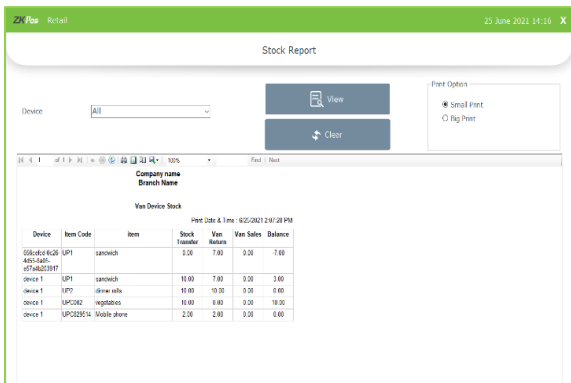 ZKPos Retail
25 June 2021 14:16 X
Stock Report
Print Option
View
Device All
Small Print
Big Print
Clear
1 of 1 100% Find | Next
Company name
Branch Name
Van Device Stock
Print Date & Time : 6/25/2021 2:07:28 PM
Device Item Code Item Stock Transfer Van Return Van Sales Balance
UP1 sandwich 0.00 7.00 0.00 -7.00
device 1 UP1 sandwich 10.00 7.00 0.00 3.00
device 1 UP2 dinner rolls 10.00 10.00 0.00 0.00
device 1 UPC002 vegetables 10.00 0.00 0.00 10.00
device 1 UPC829514 Mobile phone 2.00 2.00 0.00 0.00